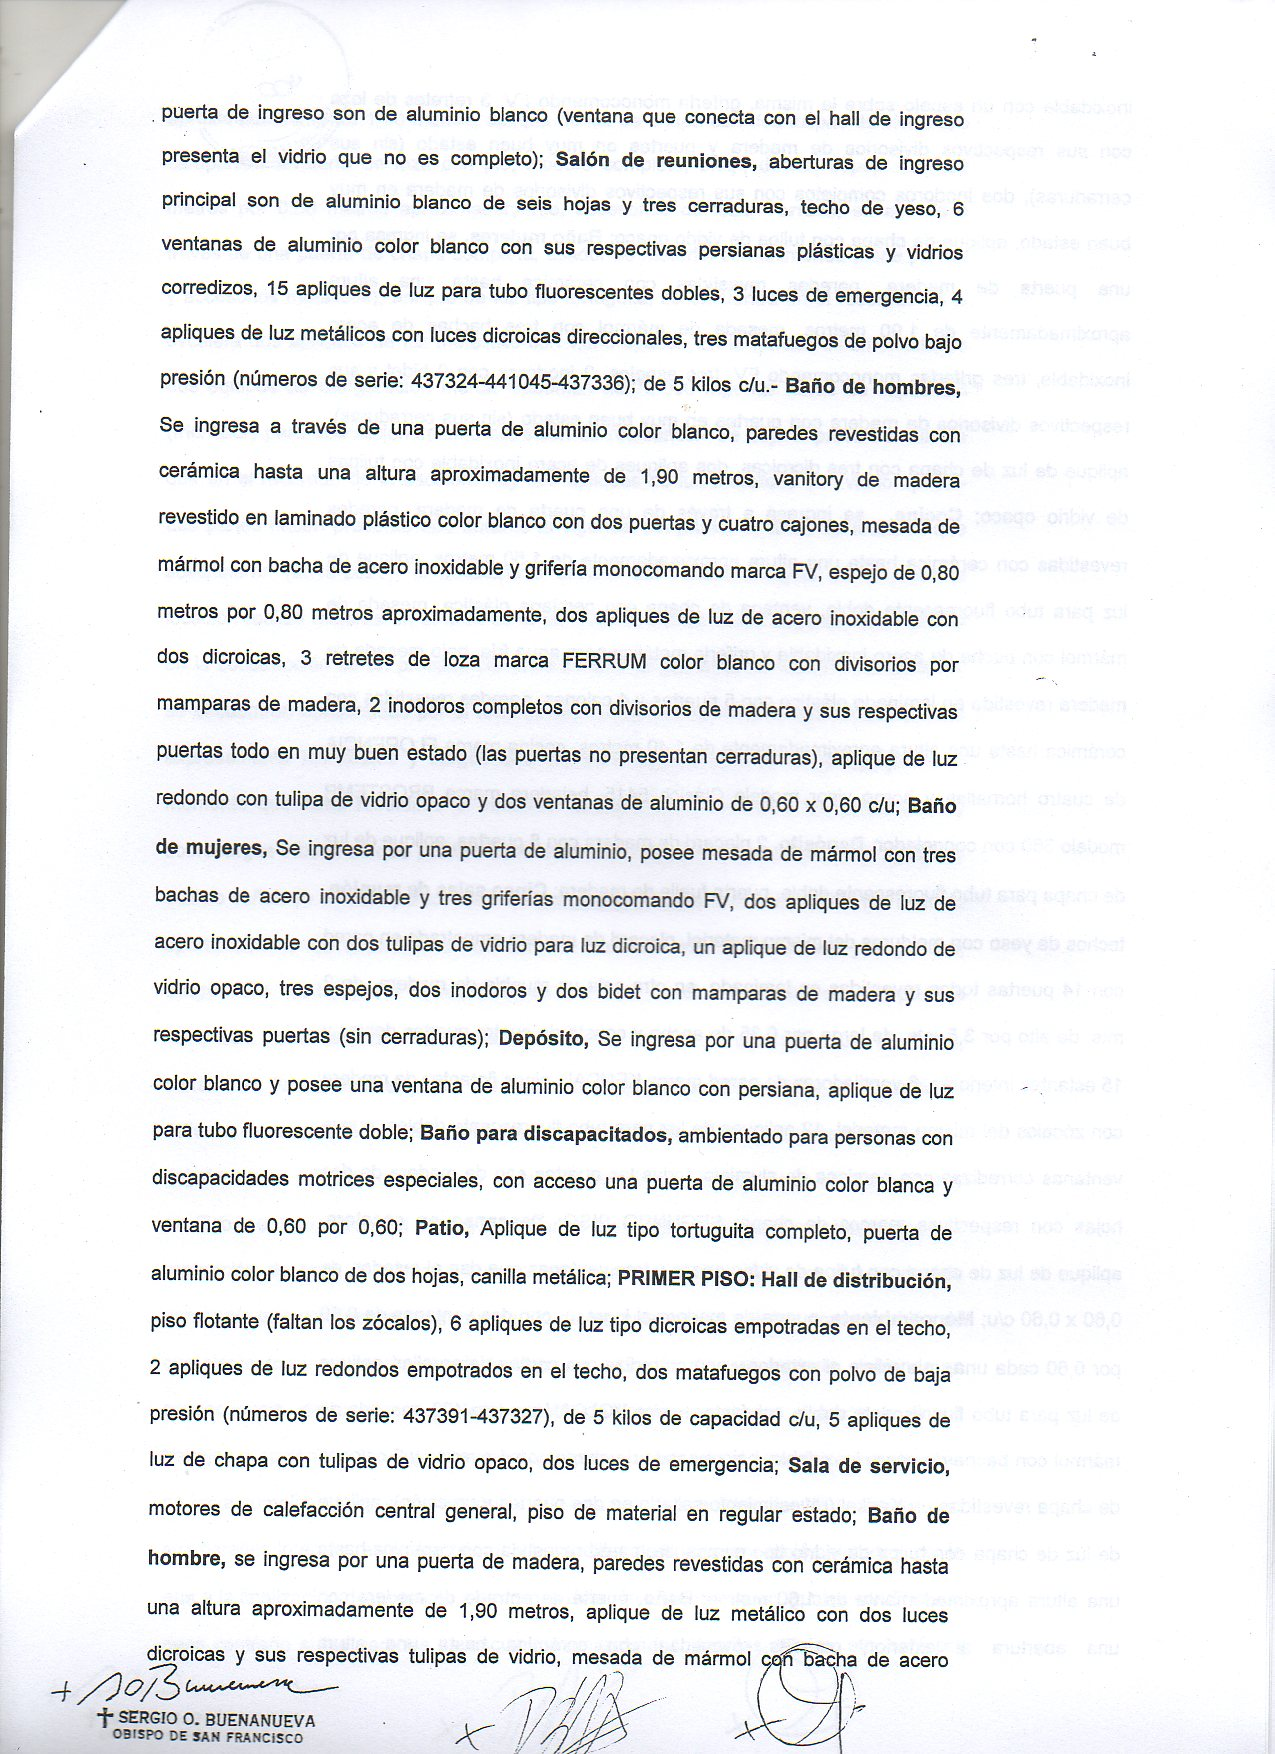 puerta de ingreso son de aluminio blanco (ventana que conecta con el hall de ingreso
presenta el vidrio que no es completo); Salón de reuniones, aberturas de ingreso
principal son de aluminio blanco de seis hojas y tres cerraduras, techo de yeso, 6
ventanas de aluminio color blanco con sus respectivas persianas plásticas y vidrios
corredizos, 15 apliques de luz para tubo fluorescentes dobles, 3 luces de emergencia, 4
apliques de luz metálicos con luces dicroicas direccionales, tres matafuegos de polvo bajo
presión (números de serie: 437324-441045-437336); de 5 kilos c/u.- Baño de hombres,
Se ingresa a través de una puerta de aluminio color blanco, paredes revestidas con
cerámica hasta una altura aproximadamente de 1,90 metros, vanitory de madera
revestido en laminado plástico color blanco con dos puertas y cuatro cajones, mesada de
mármol con bacha de acero inoxidable y grifería monocomando marca FV, espejo de 0,80
metros por 0,80 metros aproximadamente, dos apliques de luz de acero inoxidable con
dos dicroicas, 3 retretes de loza marca FERRUM color blanco con divisorios por
mamparas de madera, 2 inodoros completos con divisorios de madera y sus respectivas
puertas todo en muy buen estado (las puertas no presentan cerraduras), aplique de luz
redondo con tulipa de vidrio opaco y dos ventanas de aluminio de 0,60 x 0,60 c/u; Baño
de mujeres, Se ingresa por una puerta de aluminio, posee mesada de mármol con tres
bachas de acero inoxidable y tres griferías monocomando FV, dos apliques de luz de
acero inoxidable con dos tulipas de vidrio para luz dicroica, un aplique de luz redondo de
vidrio opaco, tres espejos, dos inodoros y dos bidet con mamparas de madera y sus
respectivas puertas (sin cerraduras); Depósito, Se ingresa por una puerta de aluminio
color blanco y posee una ventana de aluminio color blanco con persiana, aplique de luz
para tubo fluorescente doble; Baño para discapacitados, ambientado para personas con
discapacidades motrices especiales, con acceso una puerta de aluminio color blanca y
ventana de 0,60 por 0,60; Patio, Aplique de luz tipo tortuguita completo, puerta de
aluminio color blanco de dos hojas, canilla metálica; PRIMER PISO: Hall de distribución,
piso flotante (faltan los zócalos), 6 apliques de luz tipo dicroicas empotradas en el techo,
2 apliques de luz redondos empotrados en el techo, dos matafuegos con polvo de baja
presión (números de serie: 437391-437327), de 5 kilos de capacidad c/u, 5 apliques de
luz de chapa con tulipas de vidrio opaco, dos luces de emergencia; Sala de servicio,
motores de calefacción central general, piso de material en regular estado; Baño de
hombre, se ingresa por una puerta de madera, paredes revestidas con cerámica hasta
una altura aproximadamente de 1,90 metros, aplique de luz metálico con dos luces
dicroicas y sus respectivas tulipas de vidrio, mesada de mármol con bacha de acero
SERGIO O. BUENANUEVA
OBISPO DE SAN FRANCISCO